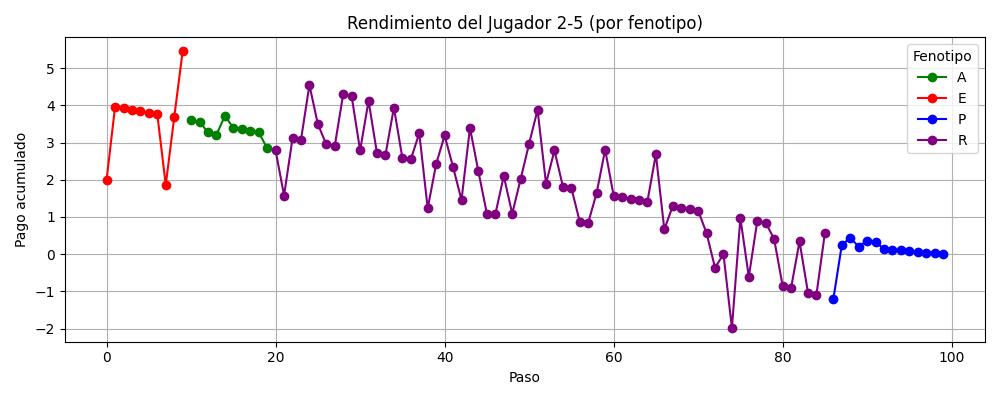 Rendimiento del Jugador 2-5 (por fenotipo)
Pago acumulado
5
4
3
2
1
0
−1
−2
Fenotipo
A
E
P
R
0
20
40
60
80
100
Paso